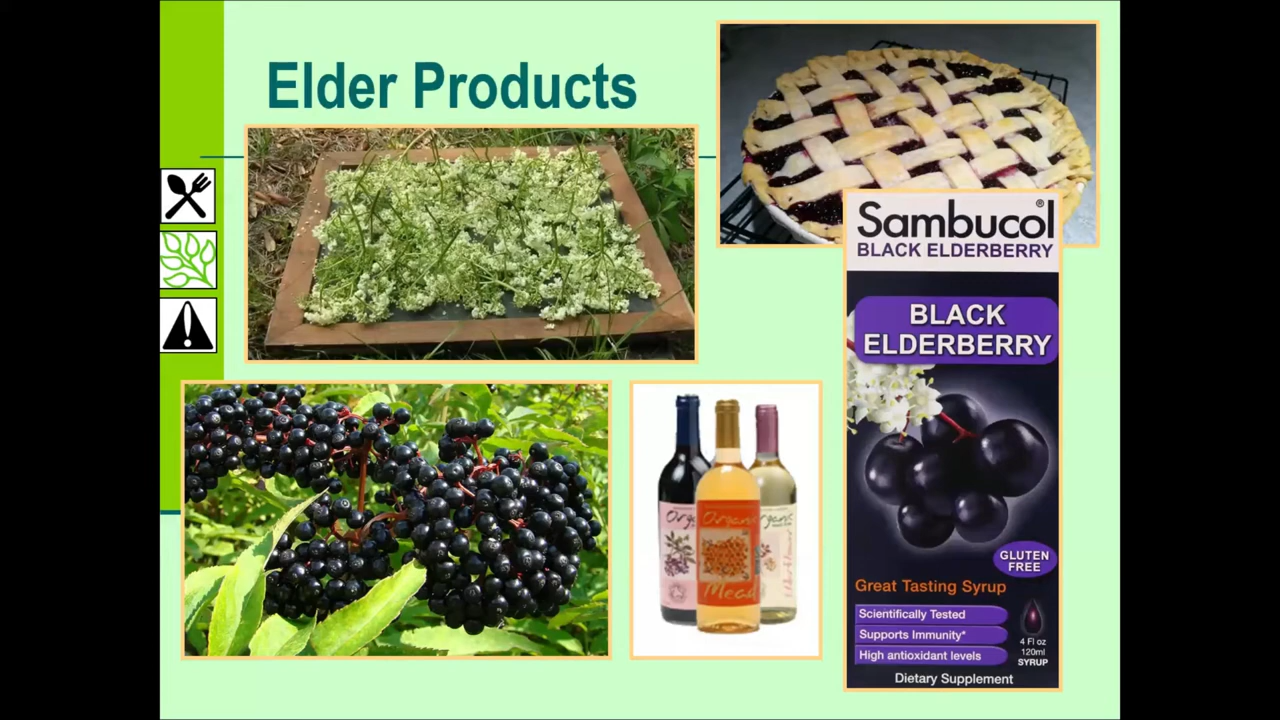 Elder Products
Sambucol®
BLACK ELDERBERRY
BLACK
ELDERBERRY
GLUTEN
FREE
Great Tasting Syrup
Scientifically Tested
Supports Immunity*
High antioxidant levels
4 Fl oz
120ml
SYRUP
Dietary Supplement
Organic
Mead